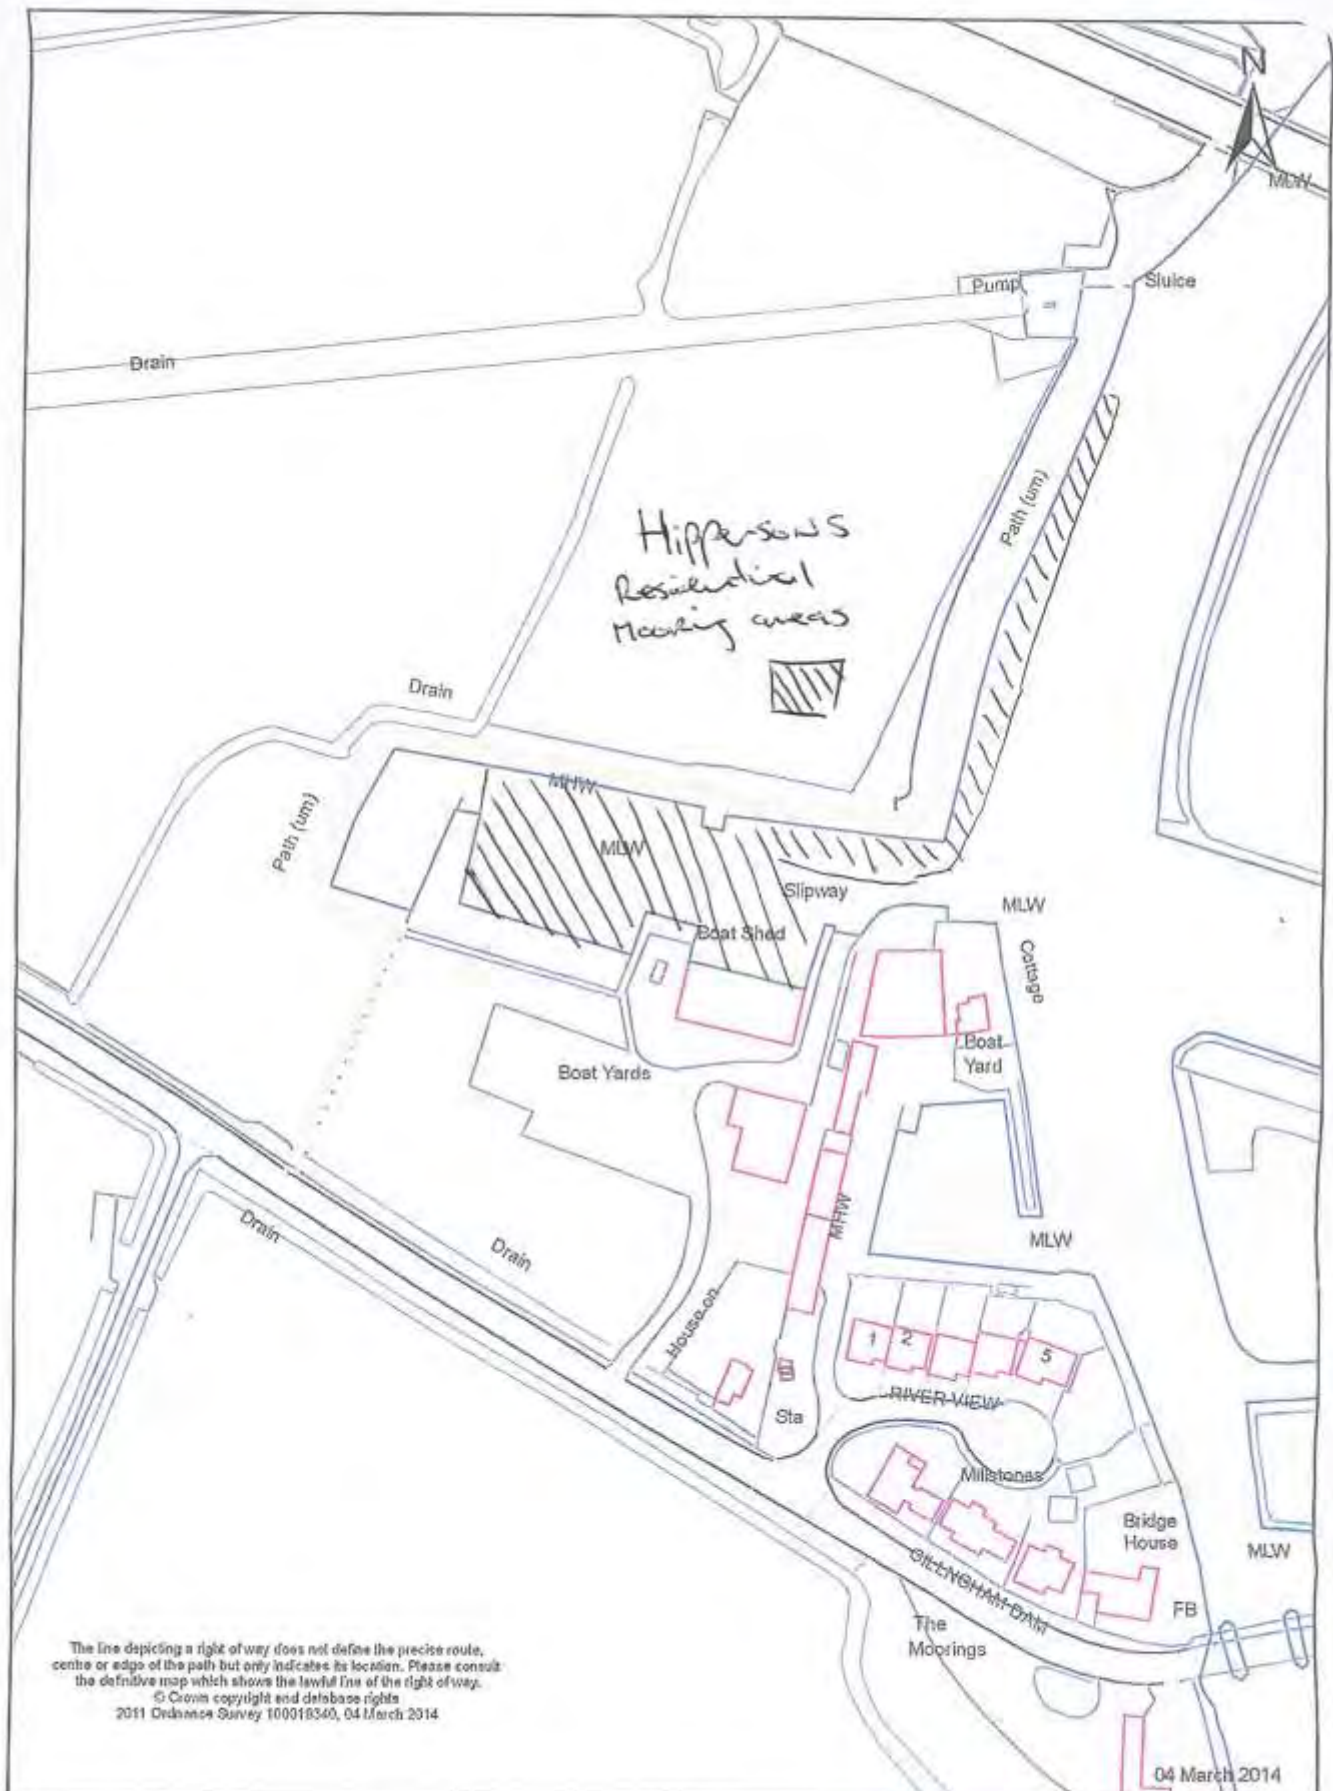 N
MLW
Pump
Sluice
Drain
Path (um)
Hippersons
Residential
Mooring areas
Drain
MHW
Path (um)
MLW
Slipway
MLW
Boat Shed
Cottage
Boat
Yard
Boat Yards
MHW
Drain
MLW
Drain
House on
1
2
5
RIVER VIEW
Sta
Millstones
Bridge
House
MLW
GILLNGHAM DAM
FB
The
Moorings
The line depicting a right of way does not define the precise route,
centre or edge of the path but only indicates its location. Please consult
the definitive map which shows the lawful line of the right of way.
© Crown copyright and database rights
2011 Ordnance Survey 100018340, 04 March 2014
04 March 2014